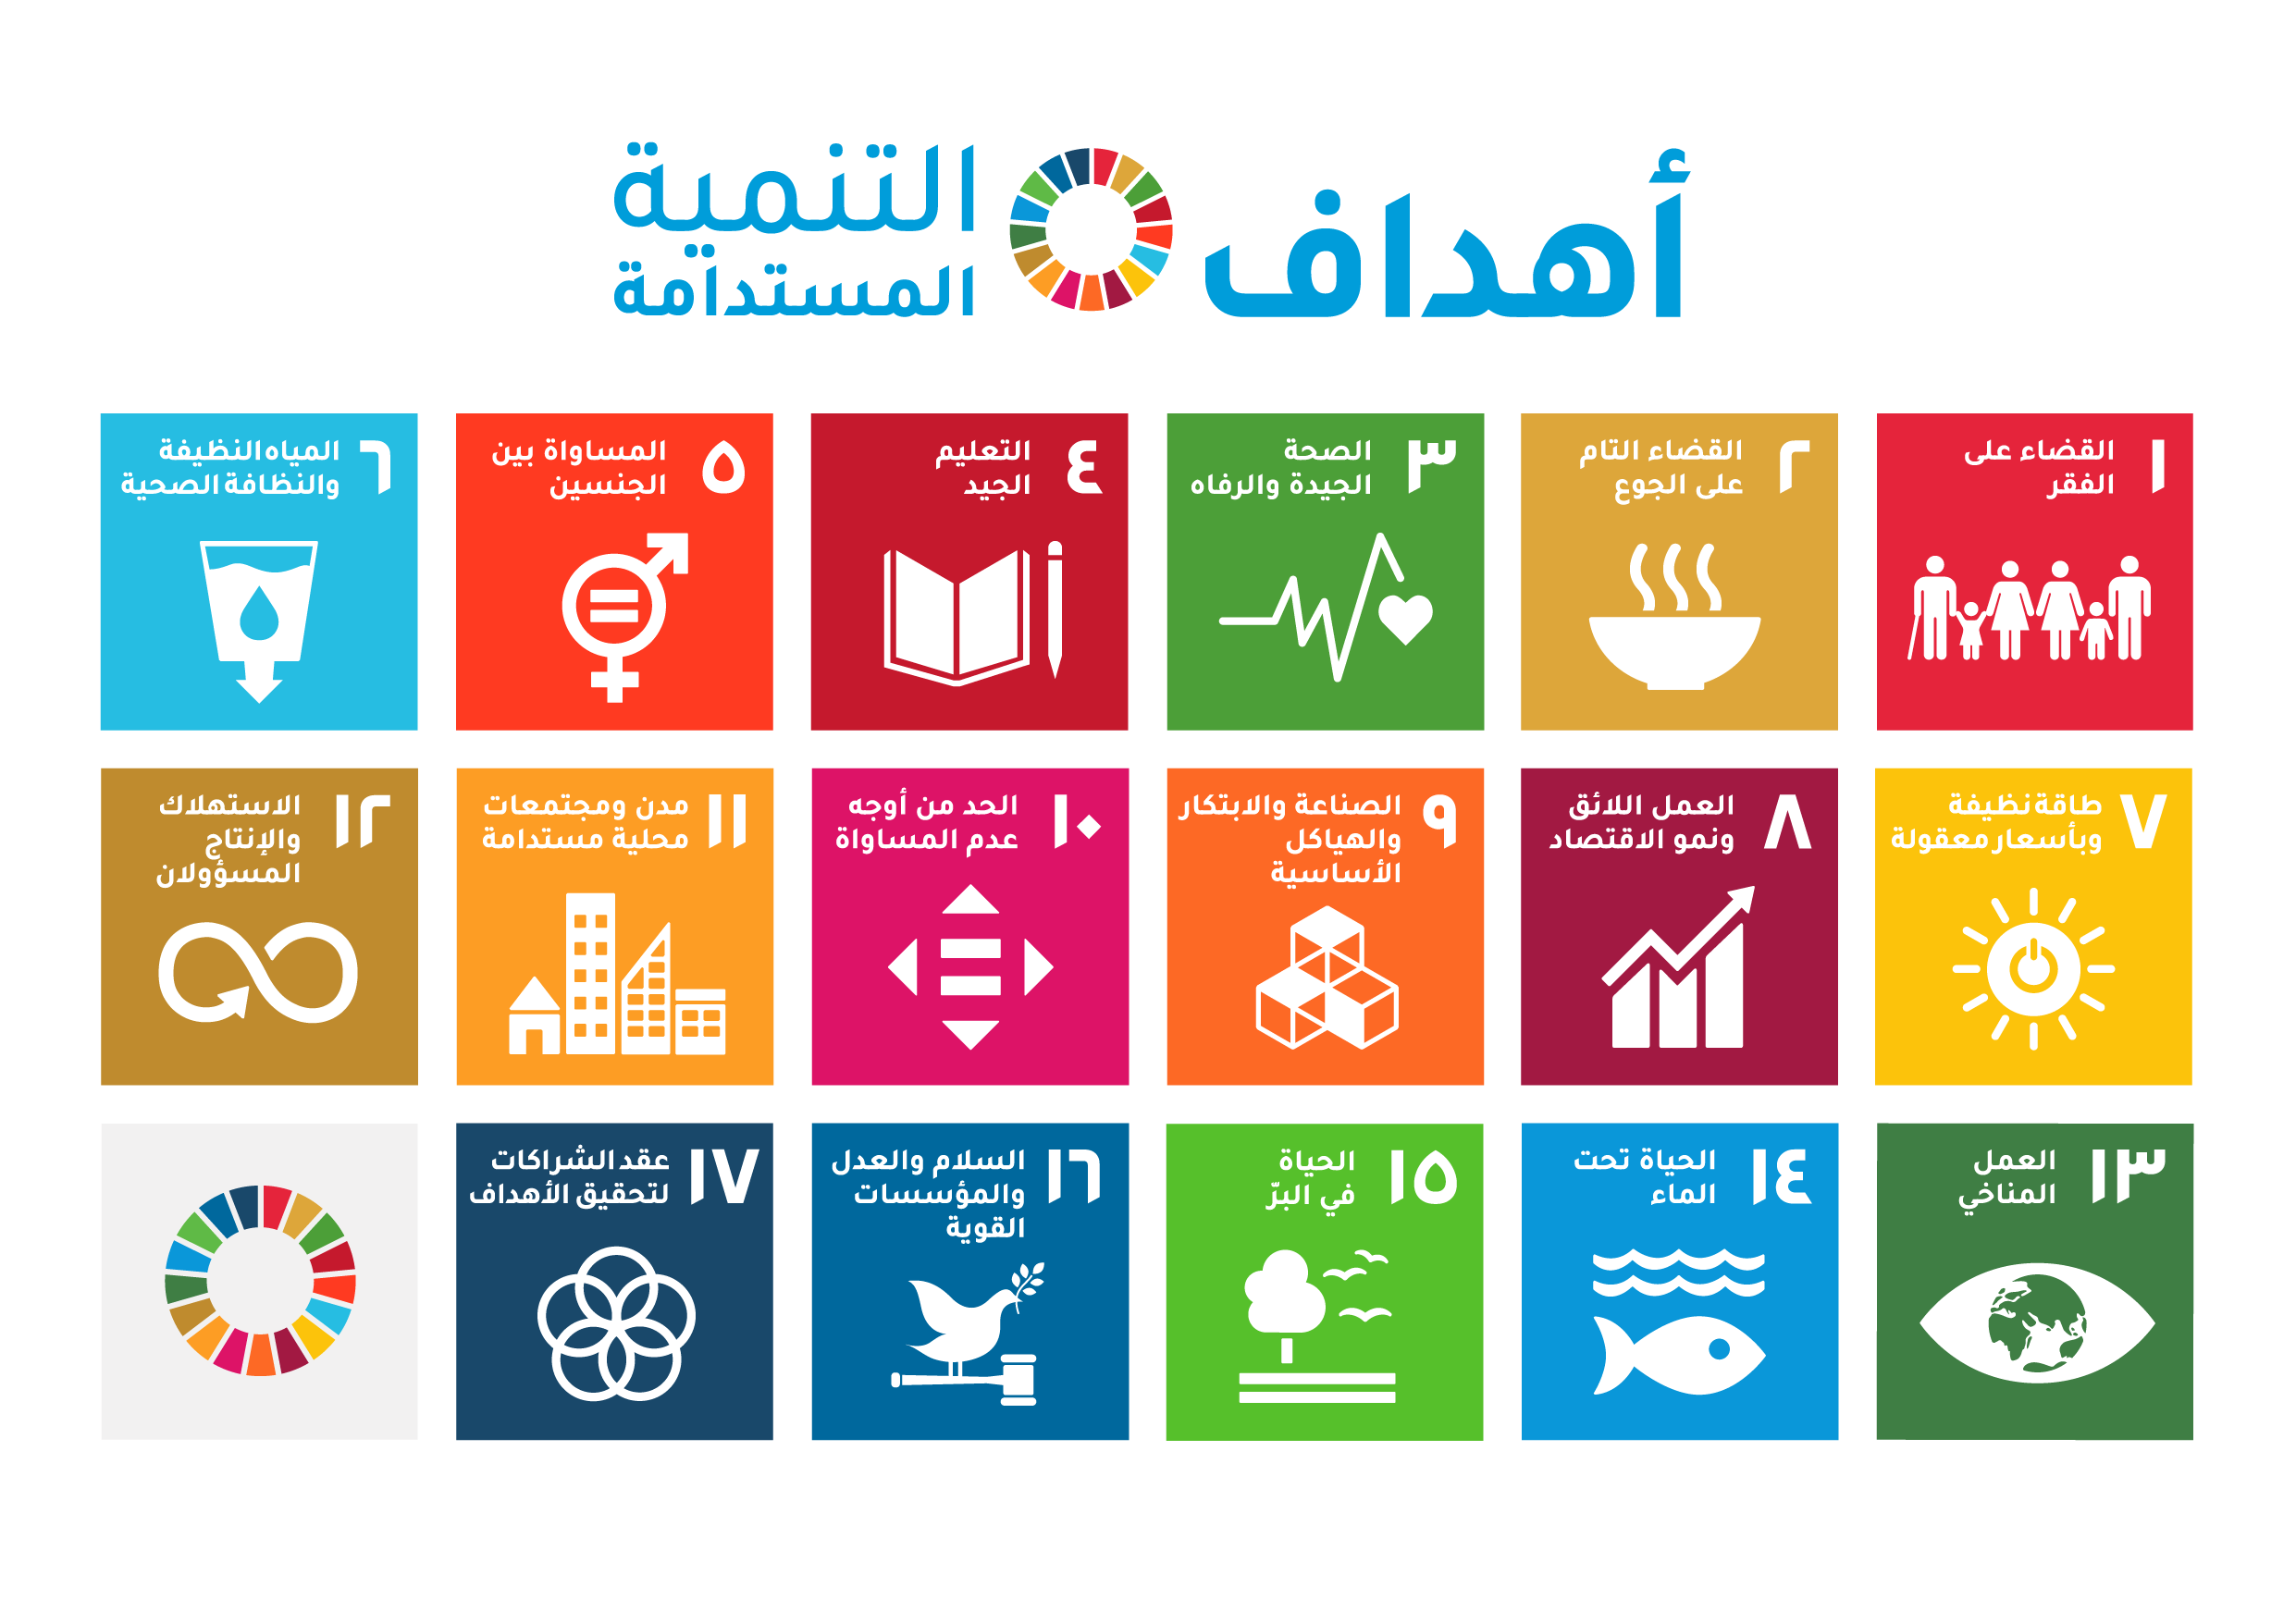 أهداف
التنمية
المستدامة
١
القضاء على
الفقر
٢
القضاء التام
على الجوع
٣
الصحة
الجيدة والرفاه
٤
التعليم
الجيد
٥
المساواة بين
الجنسين
٦
المياه النظيفة
والنظافة الصحية
٧
طاقة نظيفة
وبأسعار معقولة
٨
العمل اللائق
ونمو الاقتصاد
٩
الصناعة والابتكار
والهياكل
الأساسية
١٠
الحد من أوجه
عدم المساواة
١١
مدن ومجتمعات
محلية مستدامة
١٢
الاستهلاك
والإنتاج
المسؤولان
١٣
العمل
المناخي
١٤
الحياة تحت
الماء
١٥
الحياة
في البرّ
١٦
السلام والعدل
والمؤسسات
القوية
١٧
عقد الشراكات
لتحقيق الأهداف